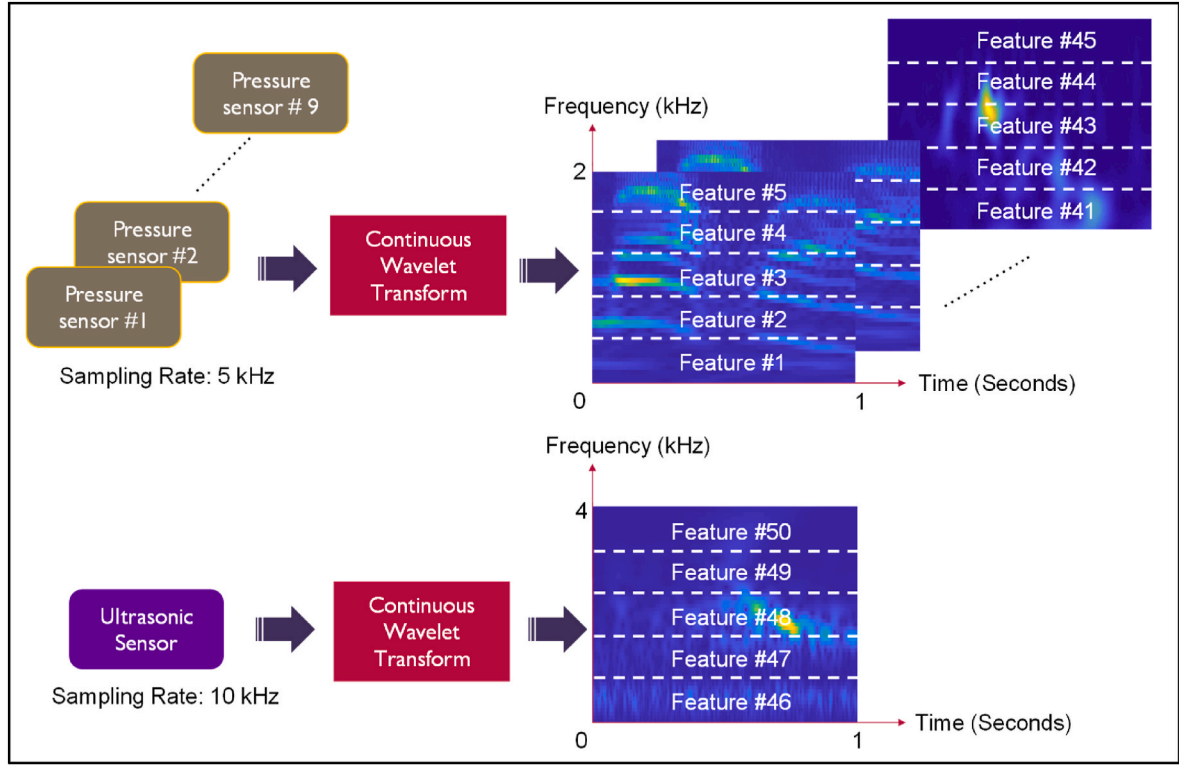 Pressure
sensor # 9
Pressure
sensor #2
Pressure
sensor #1
Sampling Rate: 5 kHz
Continuous
Wavelet
Transform
Frequency (kHz)
2
Feature #5
Feature #4
Feature #3
Feature #2
Feature #1
0
1
Time (Seconds)
Feature #45
Feature #44
Feature #43
Feature #42
Feature #41
Ultrasonic
Sensor
Sampling Rate: 10 kHz
Continuous
Wavelet
Transform
Frequency (kHz)
4
Feature #50
Feature #49
Feature #48
Feature #47
Feature #46
0
1
Time (Seconds)